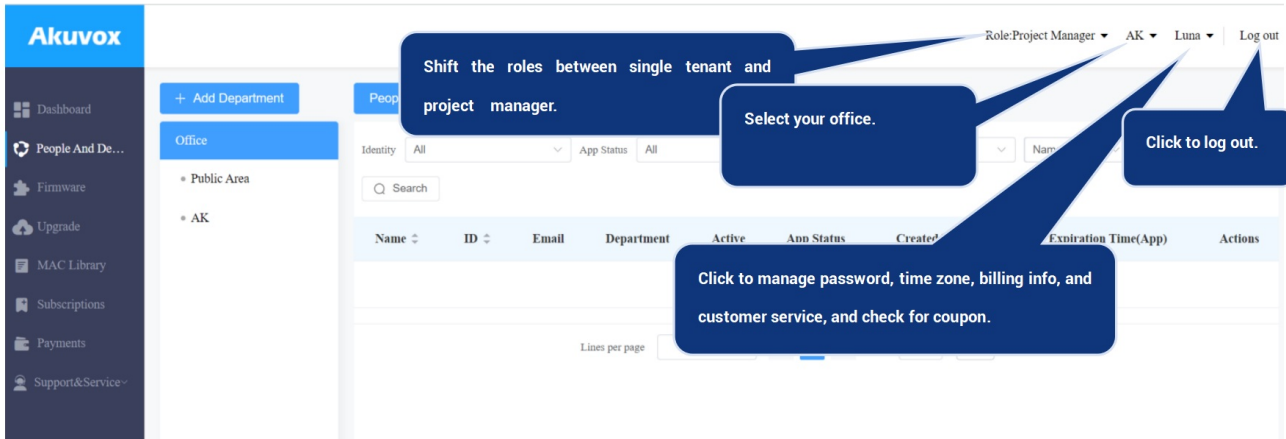 Akuvox
Role:Project Manager AK Luna Log out
Shift the roles between single tenant and
project manager.
Select your office.
Click to log out.
Click to manage password, time zone, billing info, and
customer service, and check for coupon.
Dashboard
People And De...
Firmware
Upgrade
MAC Library
Subscriptions
Payments
Support&Service
+ Add Department
Office
Public Area
AK
Identity All App Status All
Search
Name ID Email Department Active App Status Created Expiration Time(App) Actions
Lines per page